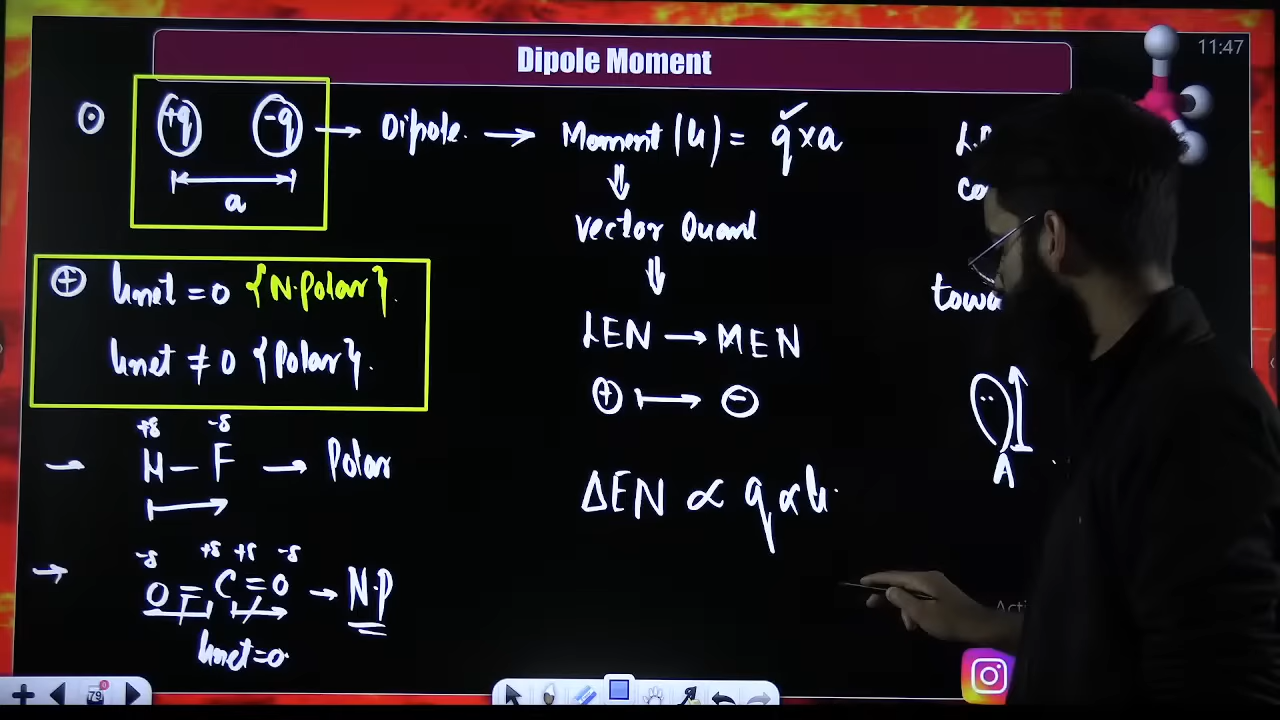 Dipole Moment
11:47
+q -q → Dipole. → Moment (μ) = q × a
a
Vector Quant
μnet = 0 {N.Polar}.
μnet ≠ 0 {Polar}.
LEN → MEN
⊕ ↦ ⊖
+δ -δ
H – F → Polar
ΔEN ∝ q ∝ μ.
-δ +δ +δ -δ
O = C = O → N.P
μnet = 0
A
79